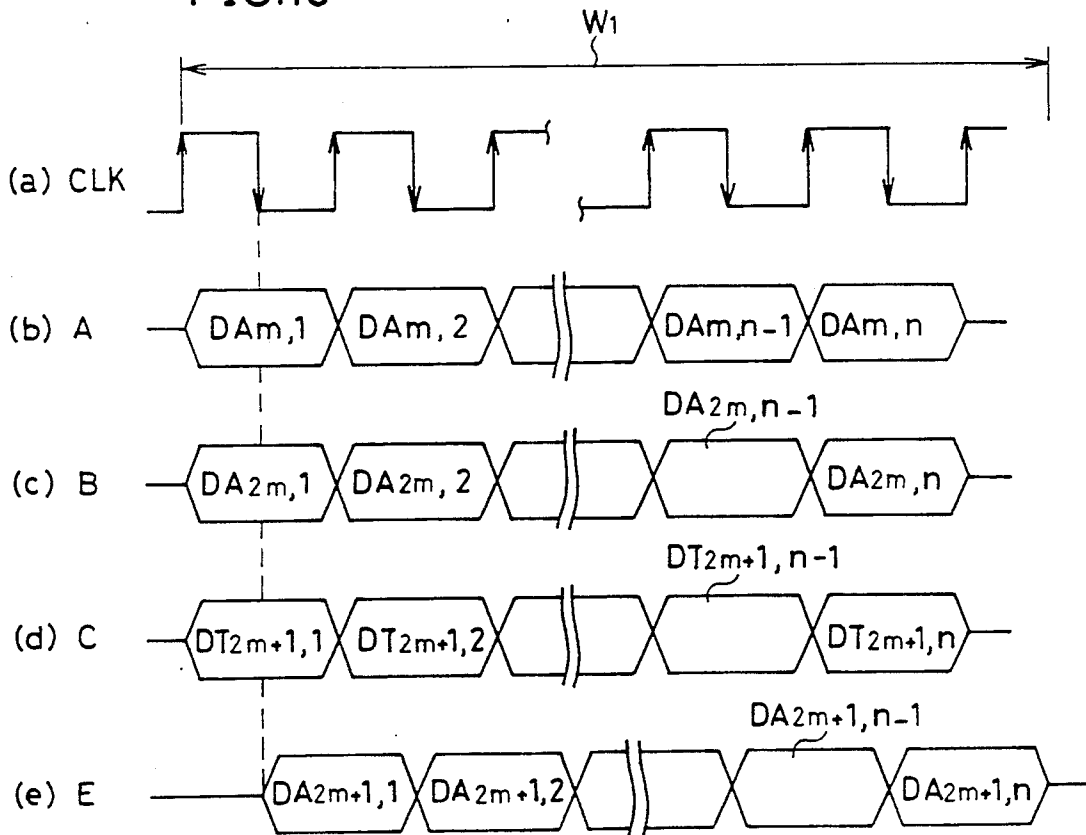 W1
(a) CLK
(b) A
DAm,1
DAm,2
DAm,n-1
DAm,n
DA2m,n-1
(c) B
DA2m,1
DA2m,2
DA2m,n
DT2m+1,n-1
(d) C
DT2m+1,1
DT2m+1,2
DT2m+1,n
DA2m+1,n-1
(e) E
DA2m+1,1
DA2m+1,2
DA2m+1,n